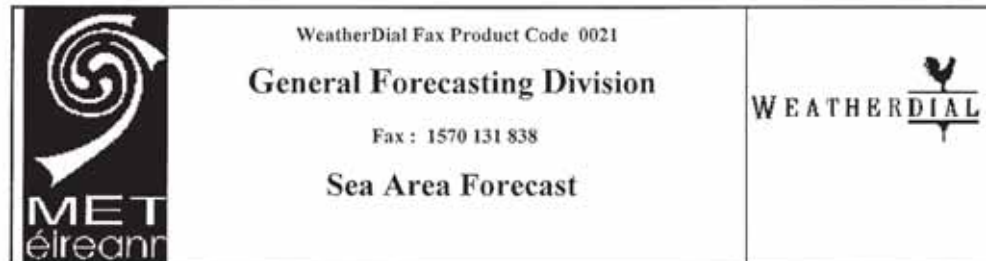 WeatherDial Fax Product Code 0021
General Forecasting Division
Fax : 1570 131 838
Sea Area Forecast
MET
éireann
WEATHERDIAL